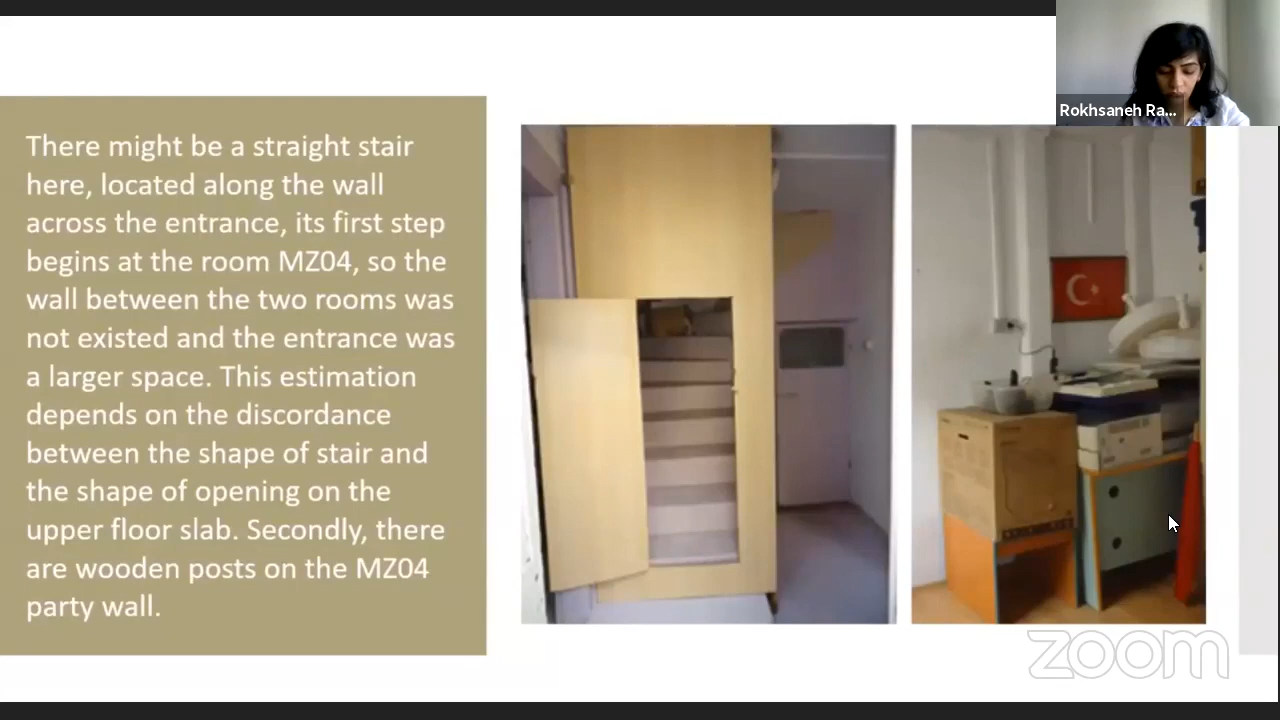 There might be a straight stair
here, located along the wall
across the entrance, its first step
begins at the room MZ04, so the
wall between the two rooms was
not existed and the entrance was
a larger space. This estimation
depends on the discordance
between the shape of stair and
the shape of opening on the
upper floor slab. Secondly, there
are wooden posts on the MZ04
party wall.
Rokhsaneh Ra...
zoom